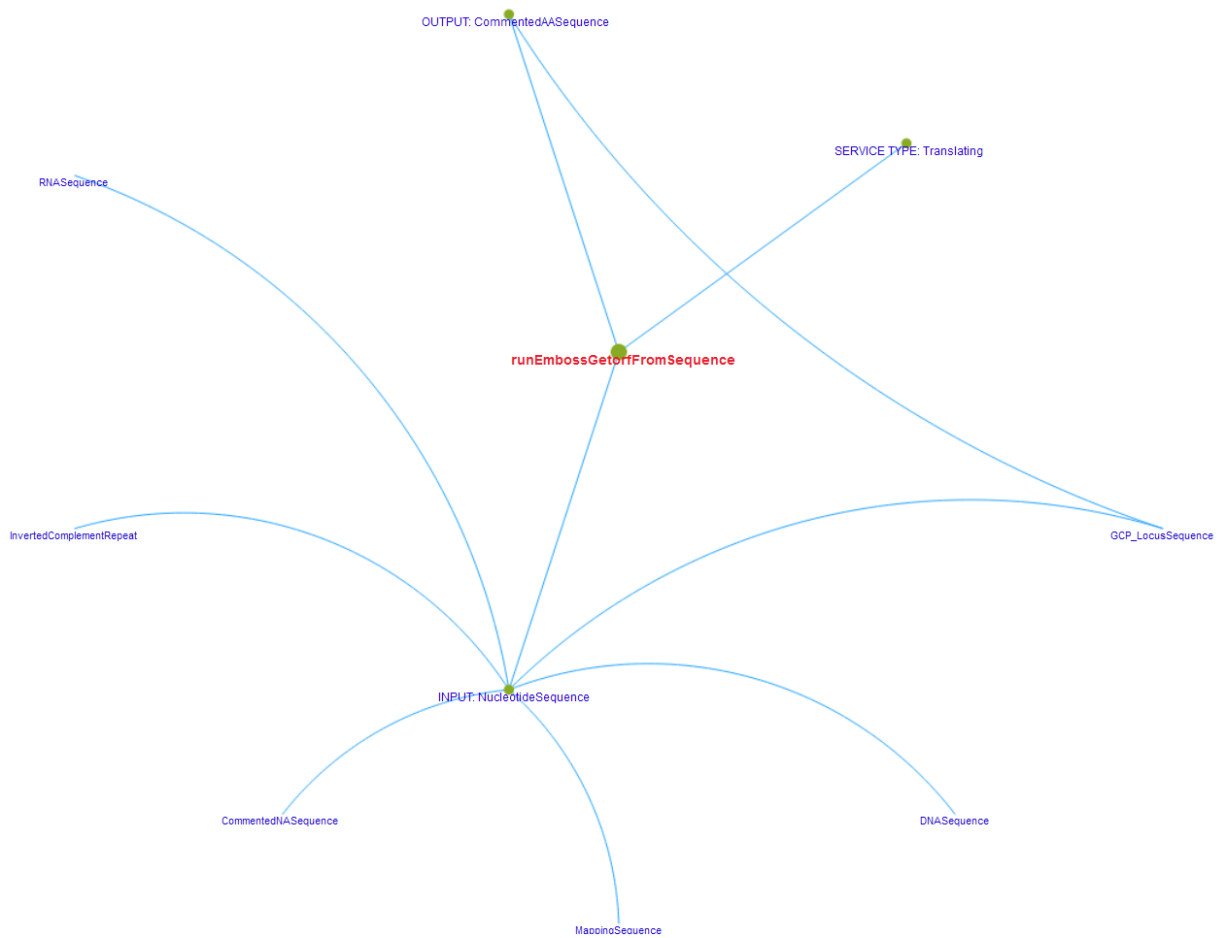 OUTPUT: CommentedAASequence
SERVICE TYPE: Translating
RNASequence
runEmbossGetorfFromSequence
InvertedComplementRepeat
GCP_LocusSequence
INPUT: NucleotideSequence
CommentedNASequence
DNASequence
MappingSequence